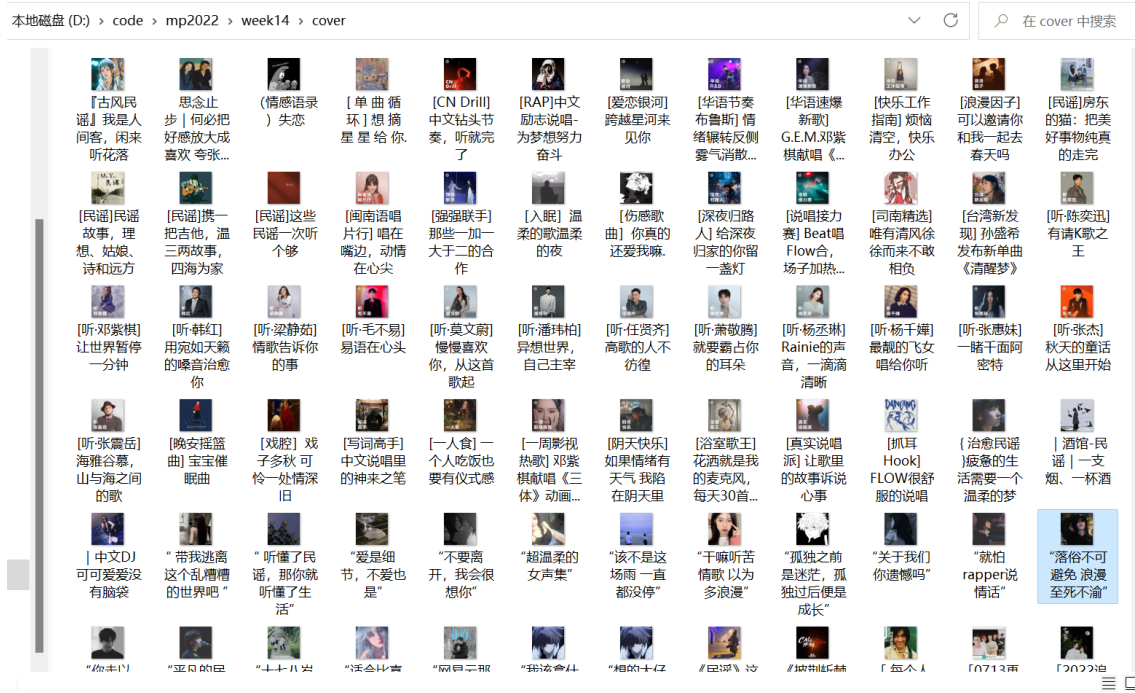 本地磁盘 (D:) › code › mp2022 › week14 › cover
在 cover 中搜索
『古风民
谣』我是人
间客，闲来
听花落
思念止
步 | 何必把
好感放大成
喜欢 夸张...
（情感语录
）失恋
[ 单 曲 循
环 ] 想 摘
星 星 给 你.
[CN Drill]
中文钻头节
奏，听就完
了
[RAP]中文
励志说唱-
为梦想努力
奋斗
[爱恋银河]
跨越星河来
见你
[华语节奏
布鲁斯] 情
绪辗转反侧
雾气消散...
[华语速爆
新歌]
G.E.M.邓紫
棋献唱《...
[快乐工作
指南] 烦恼
清空，快乐
办公
[浪漫因子]
可以邀请你
和我一起去
春天吗
[民谣]房东
的猫：把美
好事物纯真
的走完
[民谣]民谣
故事，理
想、姑娘、
诗和远方
[民谣]携一
把吉他，温
三两故事，
四海为家
[民谣]这些
民谣一次听
个够
[闽南语唱
片行] 唱在
嘴边，动情
在心尖
[强强联手]
那些一加一
大于二的合
作
[入眠] 温
柔的歌温柔
的夜
[伤感歌
曲] 你真的
还爱我嘛.
[深夜归路
人] 给深夜
归家的你留
一盏灯
[说唱接力
赛] Beat唱
Flow合，
场子加热...
[司南精选]
唯有清风徐
徐而来不敢
相负
[台湾新发
现] 孙盛希
发布新单曲
《清醒梦》
[听·陈奕迅]
有请K歌之
王
[听·邓紫棋]
让世界暂停
一分钟
[听·韩红]
用宛如天籁
的嗓音治愈
你
[听·梁静茹]
情歌告诉你
的事
[听·毛不易]
易语在心头
[听·莫文蔚]
慢慢喜欢
你，从这首
歌起
[听·潘玮柏]
异想世界，
自己主宰
[听·任贤齐]
高歌的人不
彷徨
[听·萧敬腾]
就要霸占你
的耳朵
[听·杨丞琳]
Rainie的声
音，一滴滴
清晰
[听·杨千嬅]
最靓的飞女
唱给你听
[听·张惠妹]
一睹千面阿
密特
[听·张杰]
秋天的童话
从这里开始
[听·张震岳]
海雅谷慕，
山与海之间
的歌
[晚安摇篮
曲] 宝宝催
眠曲
[戏腔] 戏
子多秋 可
怜一处情深
旧
[写词高手]
中文说唱里
的神来之笔
[一人食] 一
个人吃饭也
要有仪式感
[一周影视
热歌] 邓紫
棋献唱《三
体》动画...
[阴天快乐]
如果情绪有
天气 我陷
在阴天里
[浴室歌王]
花洒就是我
的麦克风，
每天30首...
[真实说唱
派] 让歌里
的故事诉说
心事
[抓耳
Hook]
FLOW很舒
服的说唱
{ 治愈民谣
}疲惫的生
活需要一个
温柔的梦
｜酒馆-民
谣｜一支
烟、一杯酒
｜中文DJ
可可爱爱没
有脑袋
“ 带我逃离
这个乱糟糟
的世界吧 ”
“ 听懂了民
谣，那你就
听懂了生
活”
“爱是细
节，不爱也
是”
“不要离
开，我会很
想你”
“超温柔的
女声集”
“该不是这
场雨 一直
都没停”
“干嘛听苦
情歌 以为
多浪漫”
“孤独之前
是迷茫，孤
独过后便是
成长”
“关于我们
你遗憾吗”
“就怕
rapper说
情话”
“落俗不可
避免 浪漫
至死不渝”
“平凡的民
“十七八岁
《民谣》这
「 每个人
「0713再
「2022追